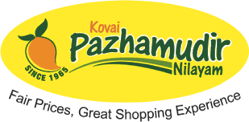 Kovai
Pazhamudir
Nilayam
SINCE 1965
Fair Prices, Great Shopping Experience